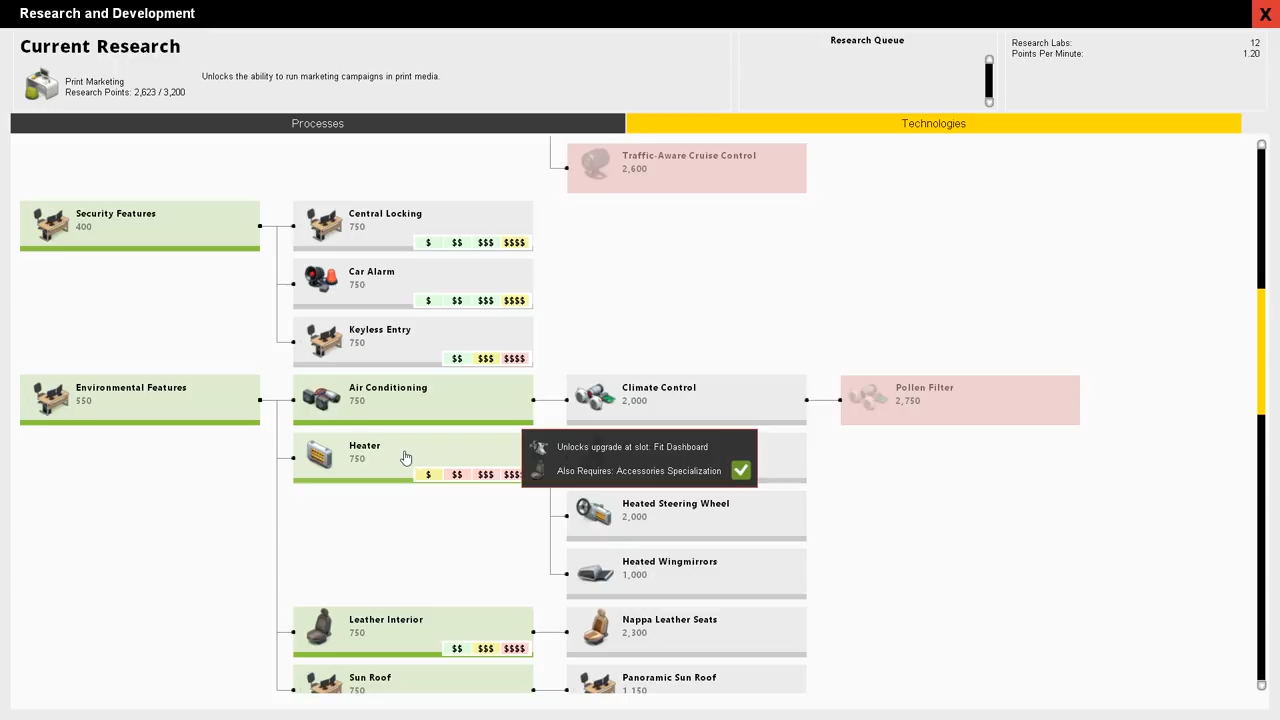 Research and Development
X
Current Research
Print Marketing
Research Points: 2,623 / 3,200
Unlocks the ability to run marketing campaigns in print media.
Research Queue
Research Labs: 12
Points Per Minute: 1.20
Processes
Technologies
Traffic-Aware Cruise Control
2,600
Security Features
400
Central Locking
750
$ $$ $$$ $$$$
Car Alarm
750
$ $$ $$$ $$$$
Keyless Entry
750
$$ $$$ $$$$
Environmental Features
550
Air Conditioning
750
Climate Control
2,000
Pollen Filter
2,750
Heater
750
$ $$ $$$ $$$$
Unlocks upgrade at slot: Fit Dashboard
Also Requires: Accessories Specialization
Heated Steering Wheel
2,000
Heated Wingmirrors
1,000
Leather Interior
750
$$ $$$ $$$$
Nappa Leather Seats
2,300
Sun Roof
750
Panoramic Sun Roof
1,150